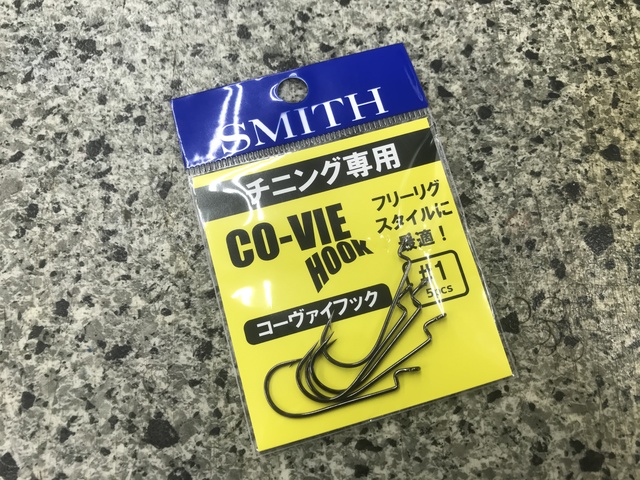 SMITH
チニング専用
CO-VIE
HOOK
フリーリグ
スタイルに
最適！
#1
5pcs
コーヴァイフック